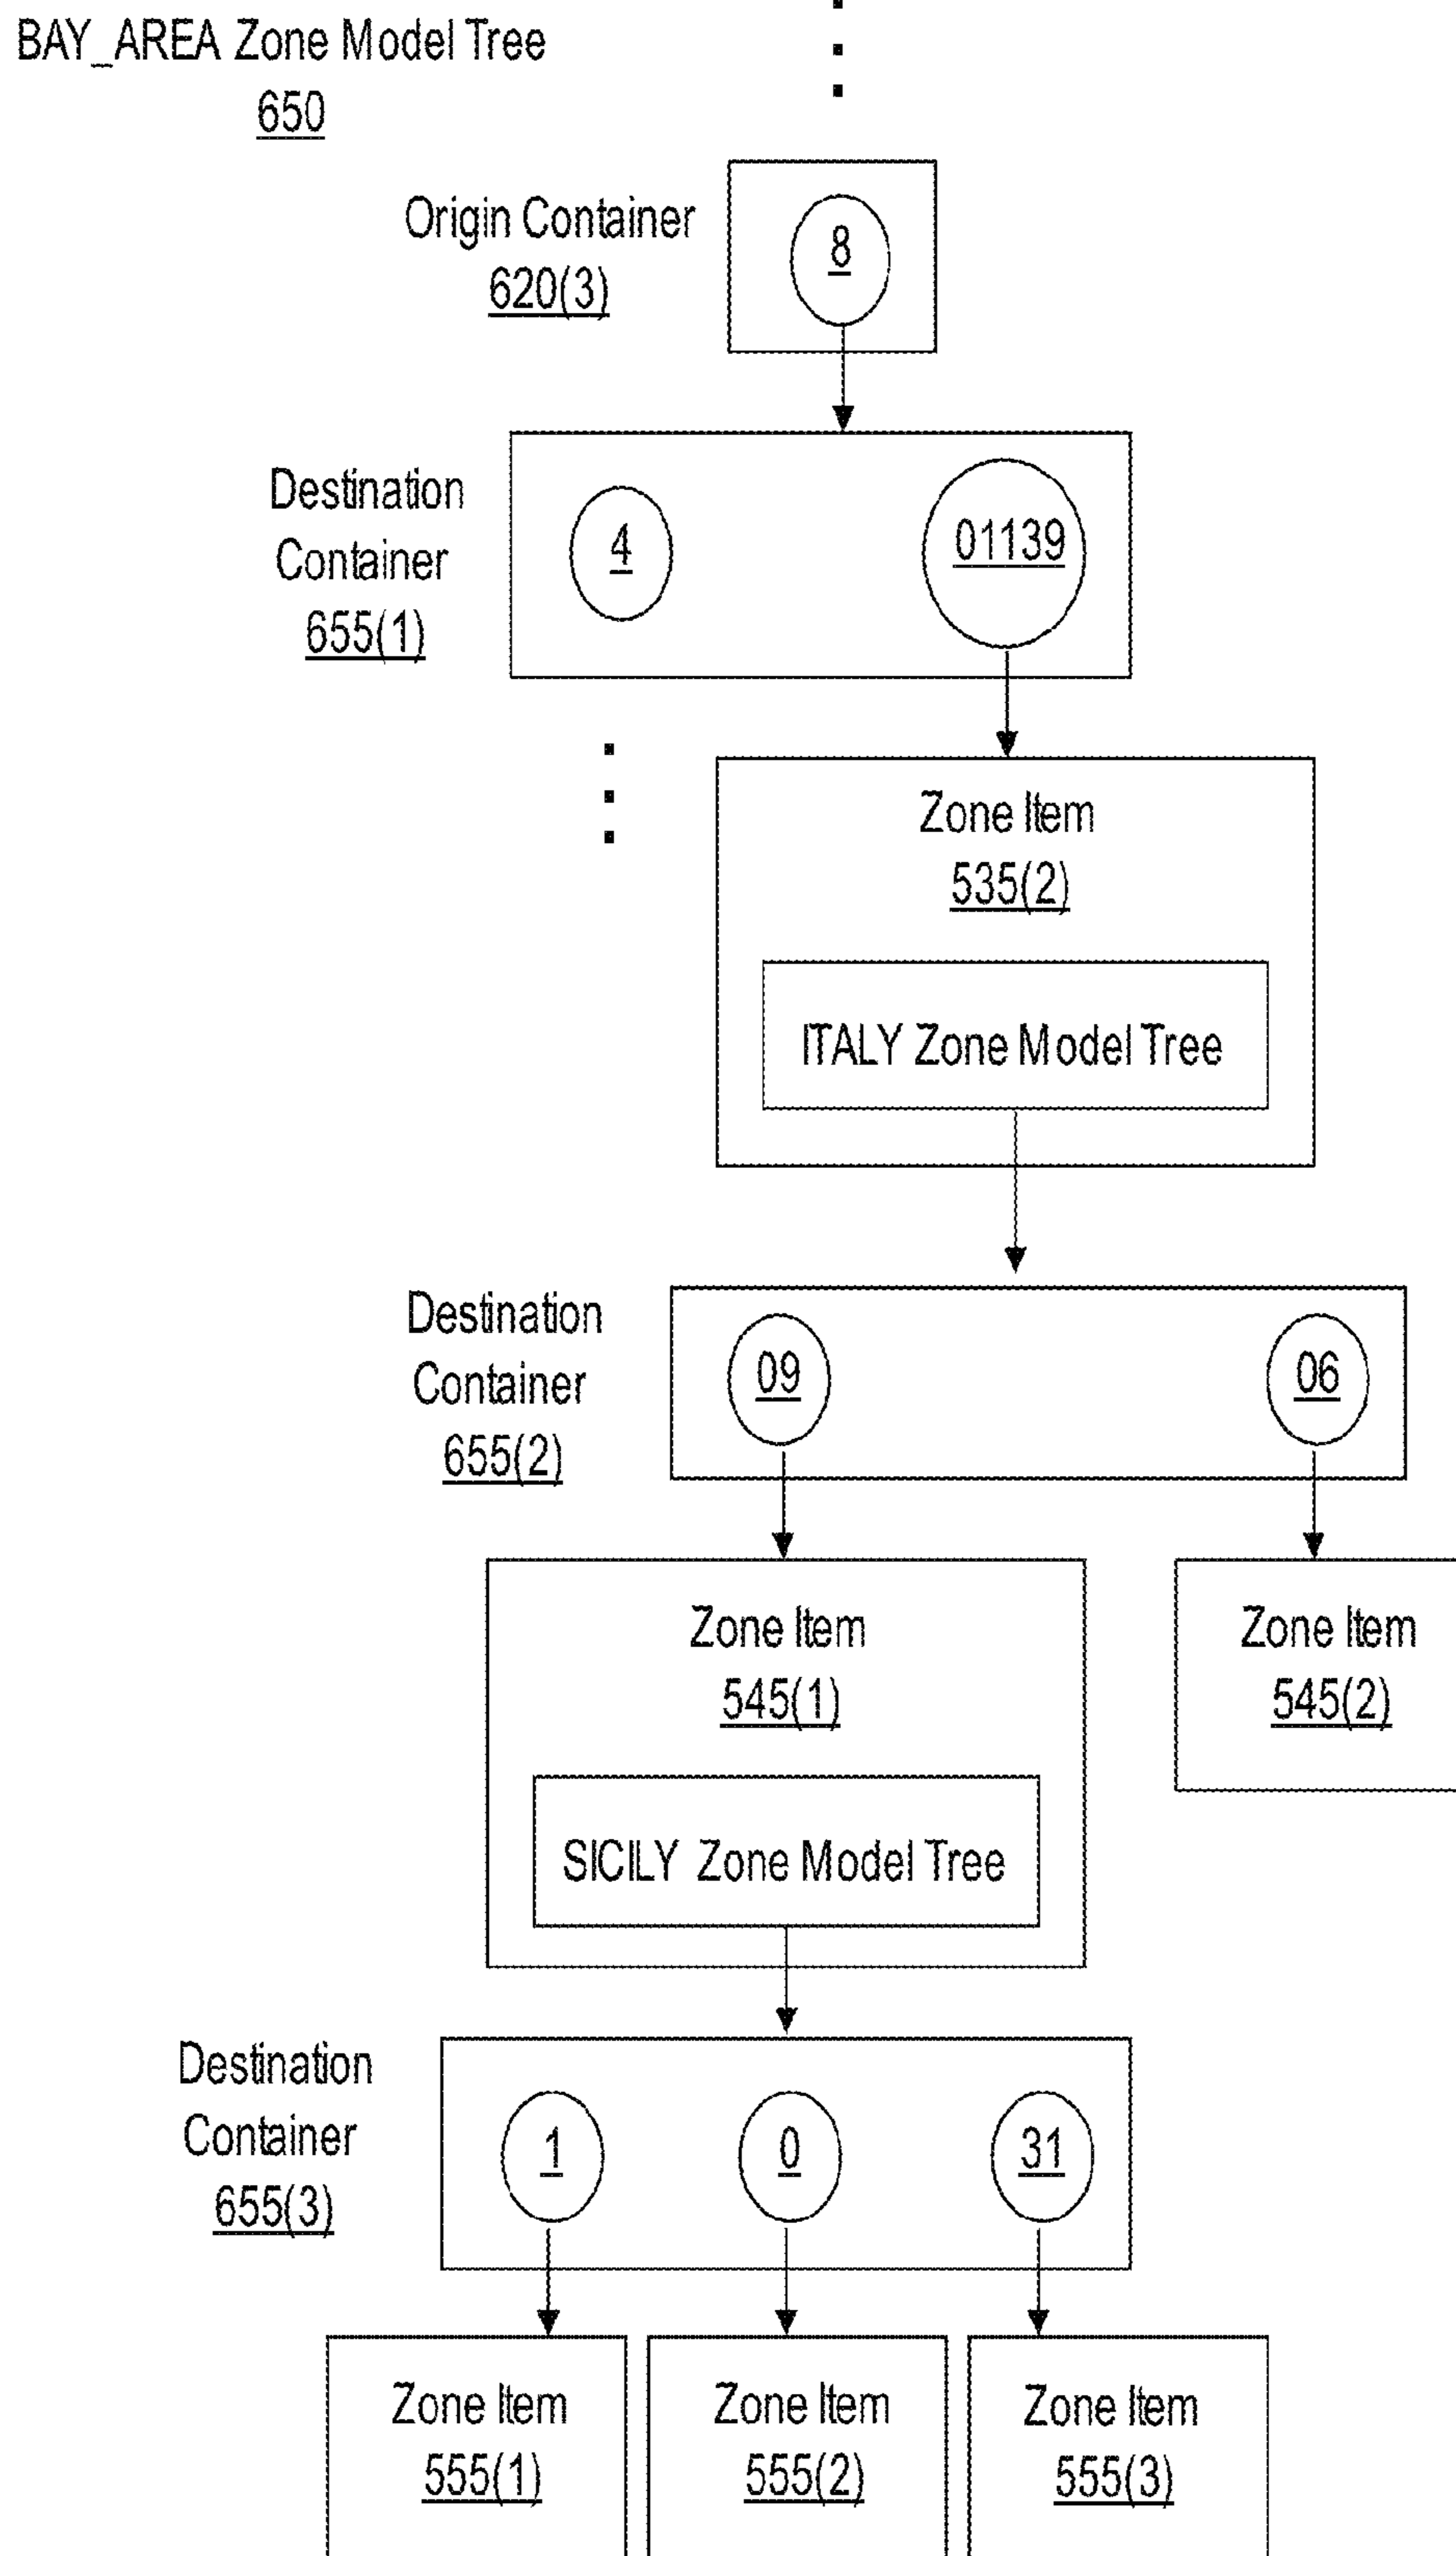 BAY_AREA Zone Model Tree
650
Origin Container
620(3)
8
Destination
Container
655(1)
4
01139
Zone Item
535(2)
ITALY Zone Model Tree
Destination
Container
655(2)
09
06
Zone Item
545(1)
Zone Item
545(2)
SICILY Zone Model Tree
Destination
Container
655(3)
1
0
31
Zone Item
555(1)
Zone Item
555(2)
Zone Item
555(3)